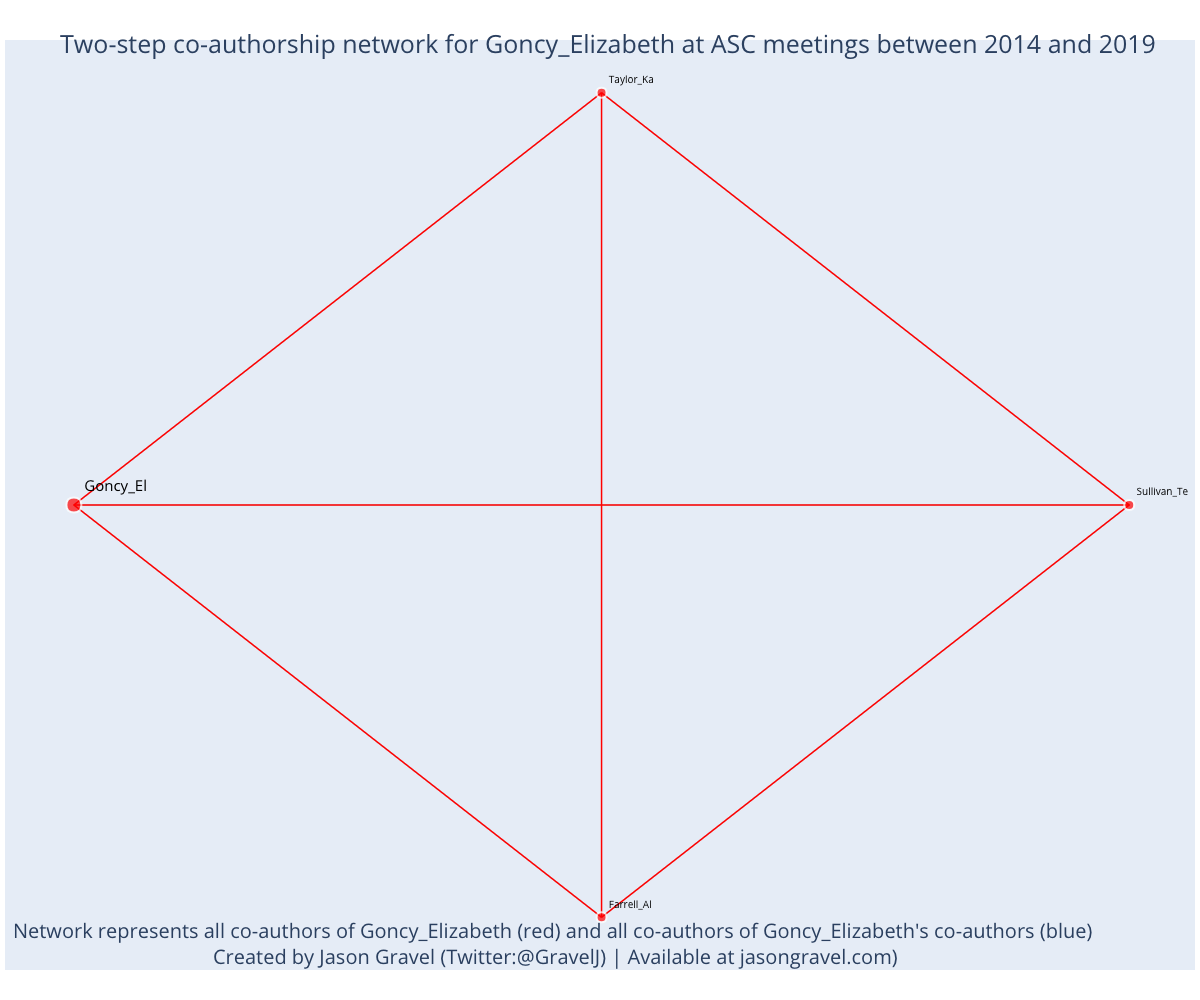 Two-step co-authorship network for Goncy_Elizabeth at ASC meetings between 2014 and 2019
Taylor_Ka
Goncy_El
Sullivan_Te
Farrell_Al
Network represents all co-authors of Goncy_Elizabeth (red) and all co-authors of Goncy_Elizabeth's co-authors (blue)
Created by Jason Gravel (Twitter:@GravelJ) | Available at jasongravel.com)